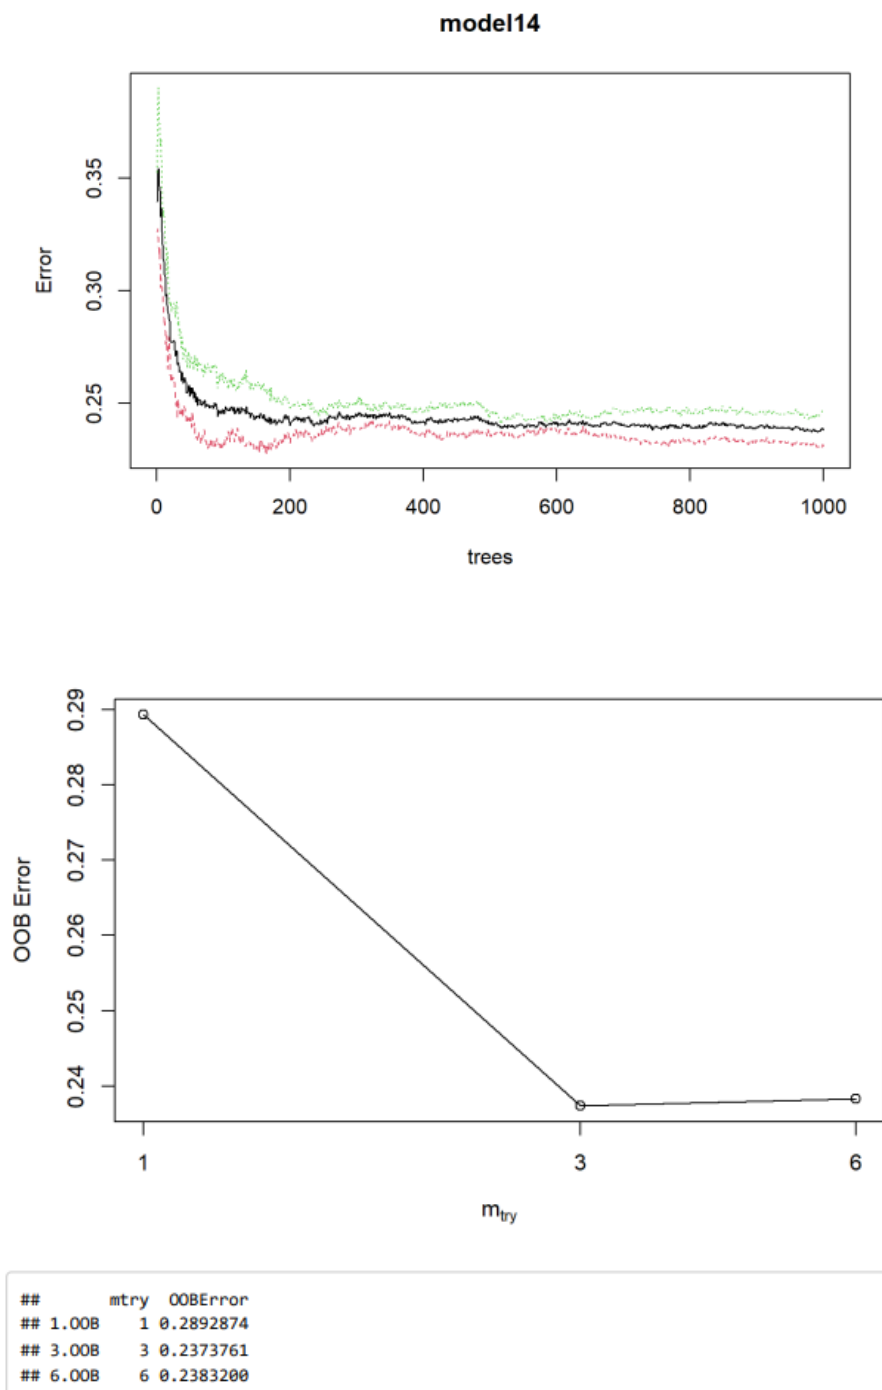 model14
0.35
0.30
0.25
Error
0 200 400 600 800 1000
trees
0.29
0.28
0.27
0.26
0.25
0.24
OOB Error
1 3 6
mtry
## mtry OOBError
## 1.OOB 1 0.2892874
## 3.OOB 3 0.2373761
## 6.OOB 6 0.2383200